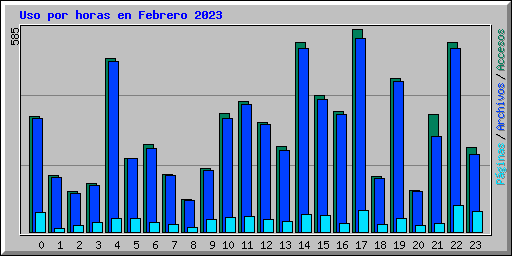 Uso por horas en Febrero 2023
585
Páginas / Archivos / Accesos
0 1 2 3 4 5 6 7 8 9 10 11 12 13 14 15 16 17 18 19 20 21 22 23